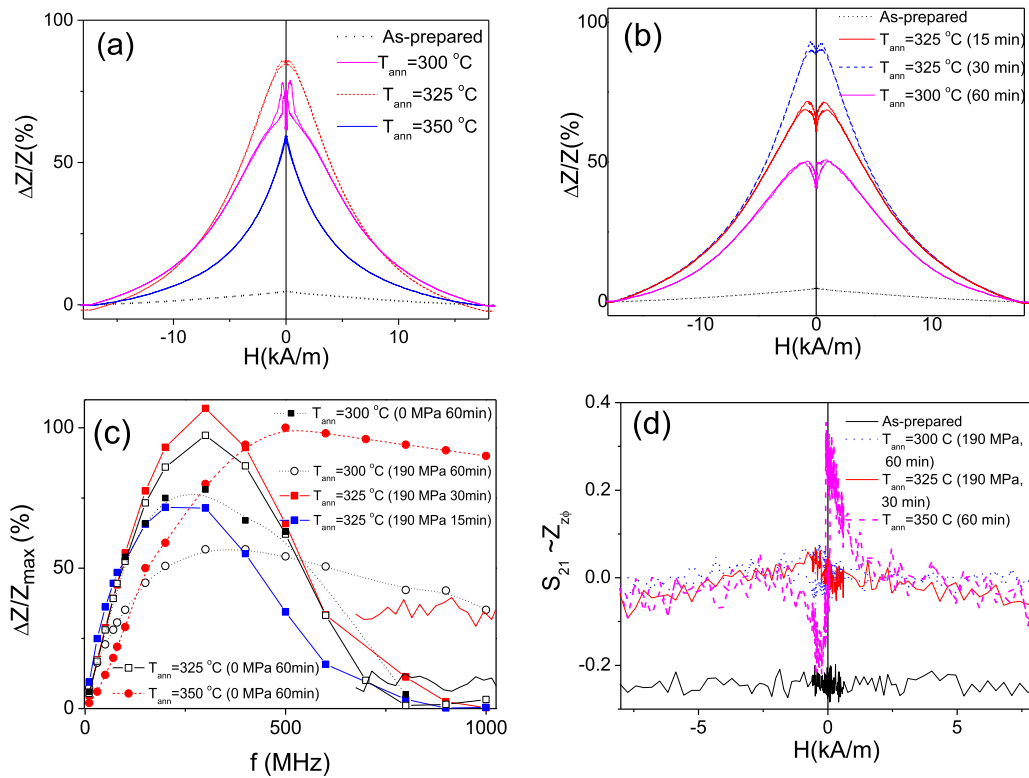 (a)
As-prepared
T_ann=300 °C
T_ann=325 °C
T_ann=350 °C
100
50
0
ΔZ/Z(%)
-10
0
10
H(kA/m)
(b)
As-prepared
T_ann=325 °C (15 min)
T_ann=325 °C (30 min)
T_ann=300 °C (60 min)
100
50
0
ΔZ/Z(%)
-10
0
10
H(kA/m)
(c)
T_ann=300 °C (0 MPa 60min)
T_ann=300 °C (190 MPa 60min)
T_ann=325 °C (190 MPa 30min)
T_ann=325 °C (190 MPa 15min)
T_ann=325 °C (0 MPa 60min)
T_ann=350 °C (0 MPa 60min)
100
50
0
ΔZ/Z_max (%)
0
500
1000
f (MHz)
(d)
As-prepared
T_ann=300 C (190 MPa,
60 min)
T_ann=325 C (190 MPa,
30 min)
T_ann=350 C (60 min)
0.4
0.2
0.0
-0.2
S_21 ~Z_zϕ
-5
0
5
H(kA/m)